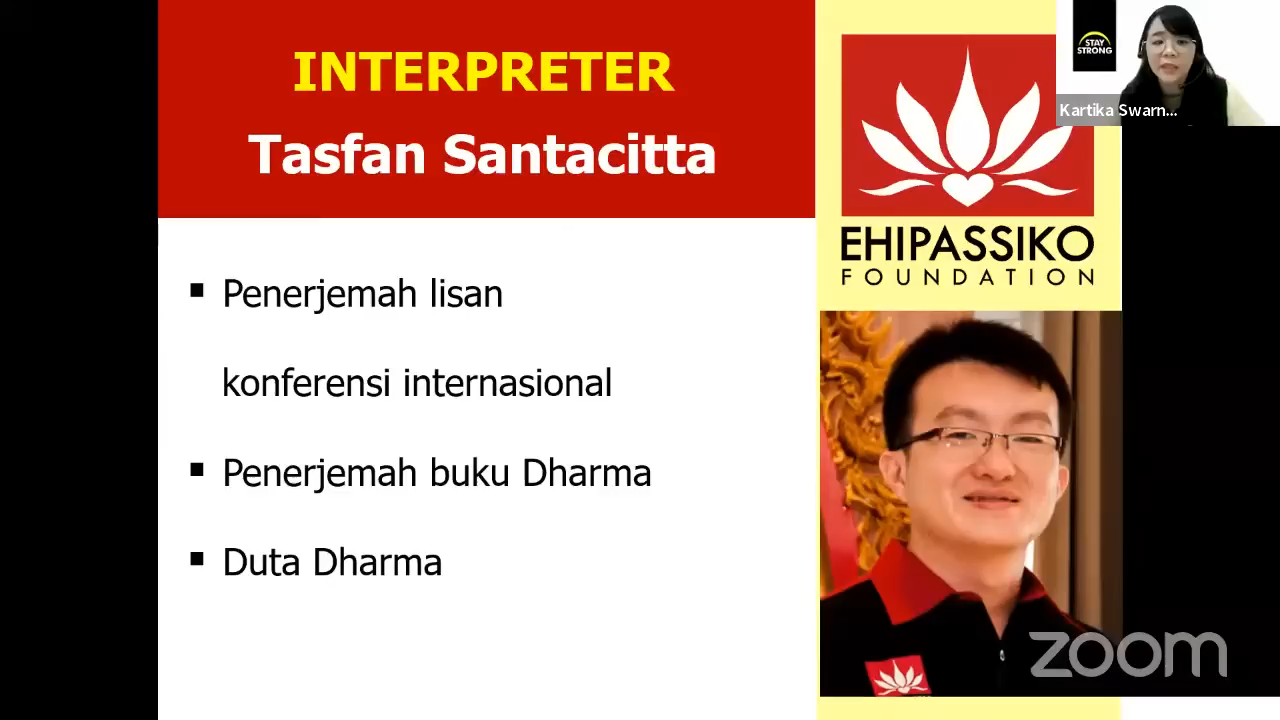 INTERPRETER
Tasfan Santacitta
▪ Penerjemah lisan
konferensi internasional
▪ Penerjemah buku Dharma
▪ Duta Dharma
EHIPASSIKO
FOUNDATION
STAY
STRONG
Kartika Swarn...
zoom